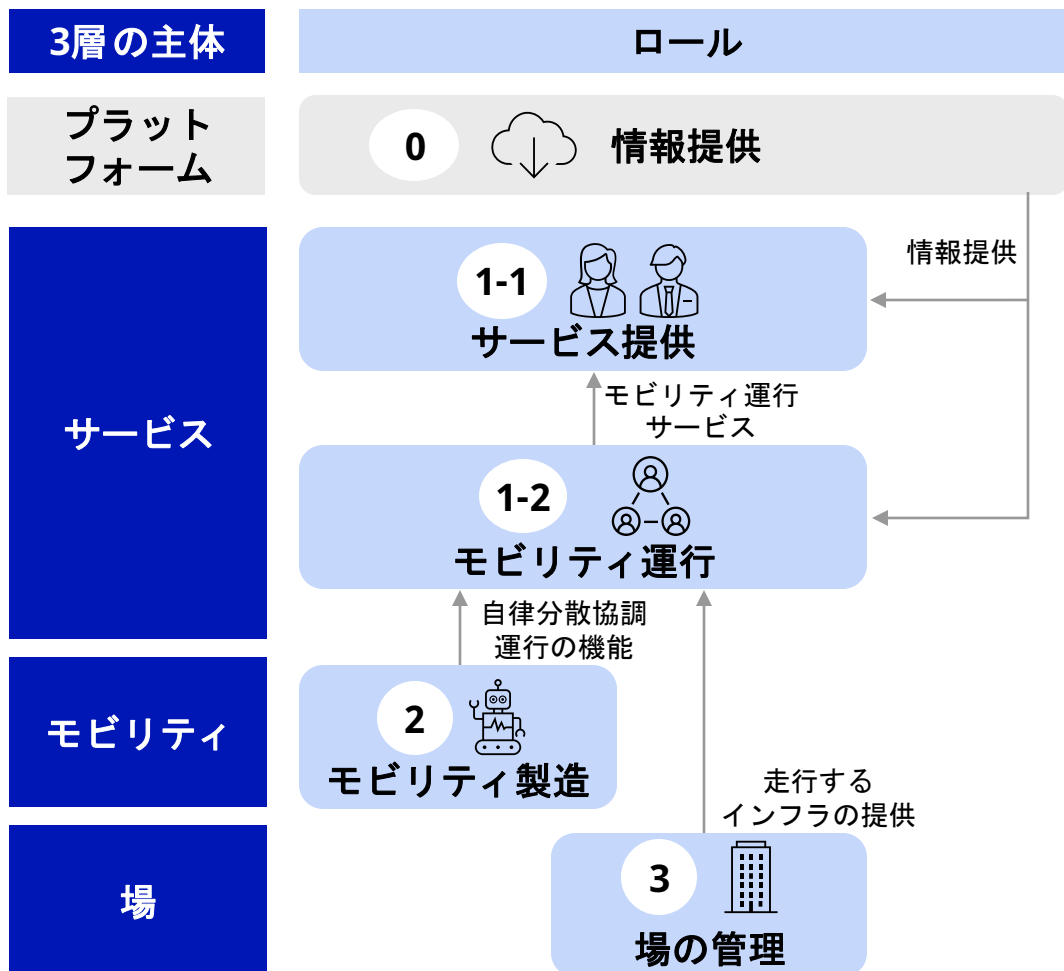 3層の主体
ロール
プラット
フォーム
0
情報提供
情報提供
サービス
1-1
サービス提供
モビリティ運行
サービス
1-2
モビリティ運行
自律分散協調
運行の機能
モビリティ
2
モビリティ製造
走行する
インフラの提供
場
3
場の管理